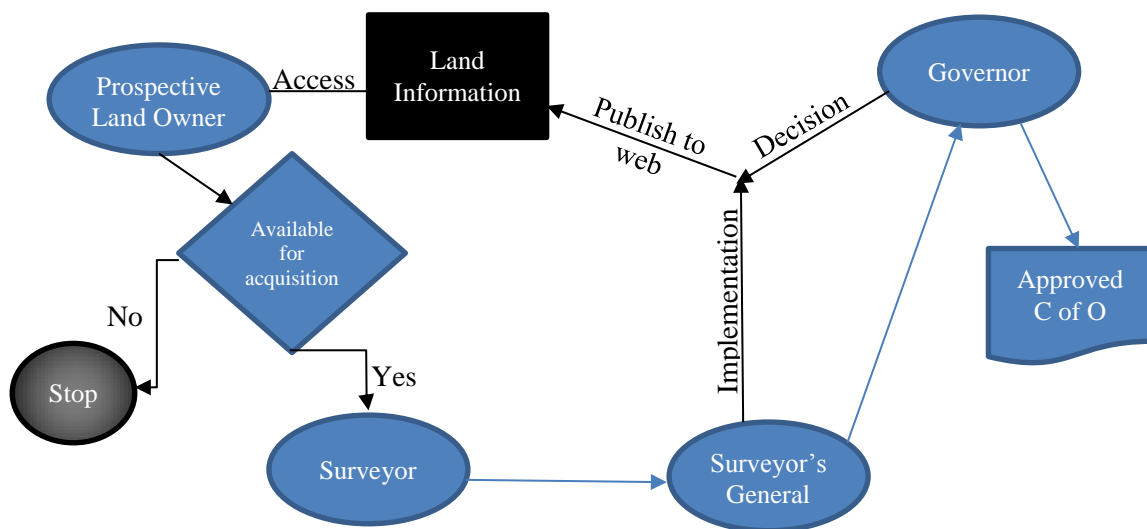 Prospective
Land Owner
Access
Land
Information
Publish to
web
Decision
Governor
Available
for
acquisition
No
Yes
Stop
Implementation
Approved
C of O
Surveyor
Surveyor’s
General